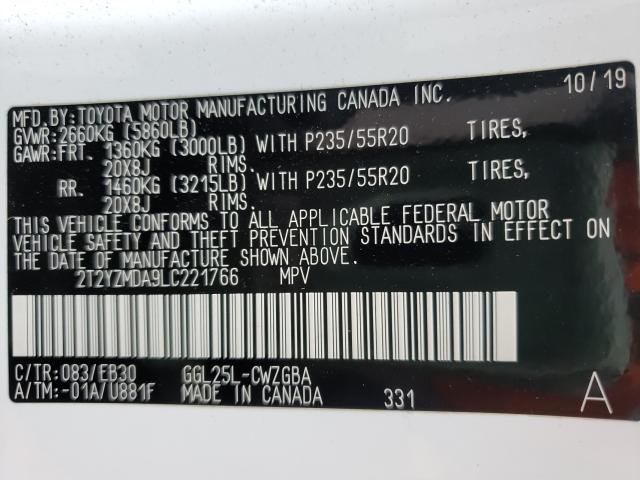 MFD.BY:TOYOTA MOTOR MANUFACTURING CANADA INC. 10/19
GVWR:2660KG (5860LB)
GAWR:FRT. 1360KG (3000LB) WITH P235/55R20 TIRES,
20X8J RIMS.
RR. 1460KG (3215LB) WITH P235/55R20 TIRES,
20X8J RIMS.
THIS VEHICLE CONFORMS TO ALL APPLICABLE FEDERAL MOTOR
VEHICLE SAFETY AND THEFT PREVENTION STANDARDS IN EFFECT ON
THE DATE OF MANUFACTURE SHOWN ABOVE.
2T2YZMDA9LC221766 MPV
C/TR:083/EB30 GGL25L-CWZGBA
A/TM:-01A/U881F MADE IN CANADA 331 A